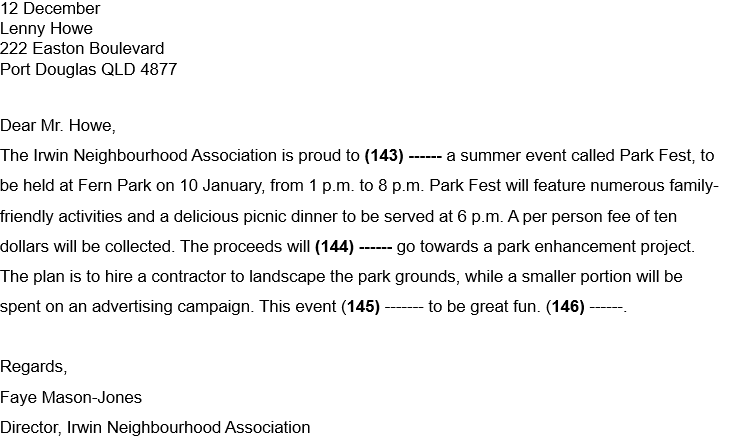 12 December
Lenny Howe
222 Easton Boulevard
Port Douglas QLD 4877
Dear Mr. Howe,
The Irwin Neighbourhood Association is proud to (143) ------ a summer event called Park Fest, to
be held at Fern Park on 10 January, from 1 p.m. to 8 p.m. Park Fest will feature numerous family-
friendly activities and a delicious picnic dinner to be served at 6 p.m. A per person fee of ten
dollars will be collected. The proceeds will (144) ------ go towards a park enhancement project.
The plan is to hire a contractor to landscape the park grounds, while a smaller portion will be
spent on an advertising campaign. This event (145) ------- to be great fun. (146) ------.
Regards,
Faye Mason-Jones
Director, Irwin Neighbourhood Association